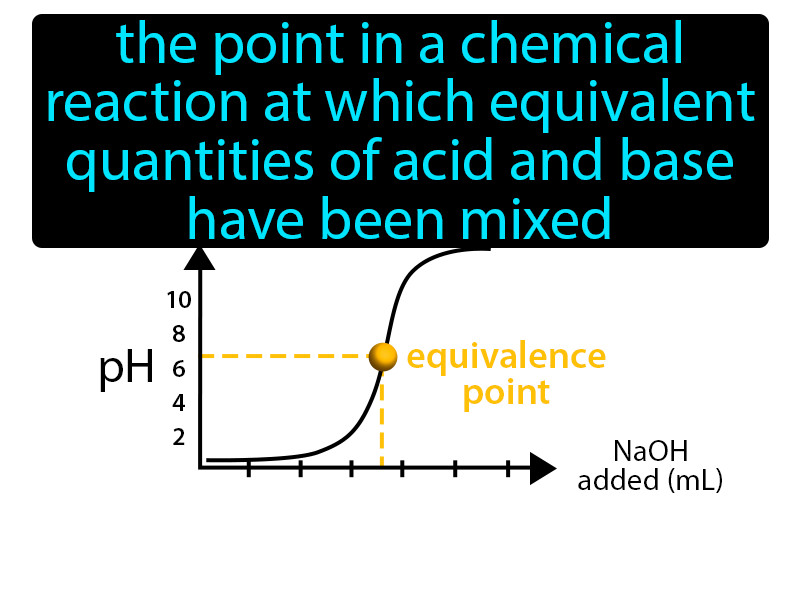 the point in a chemical
reaction at which equivalent
quantities of acid and base
have been mixed
10
8
pH
6
4
2
equivalence
point
NaOH
added (mL)